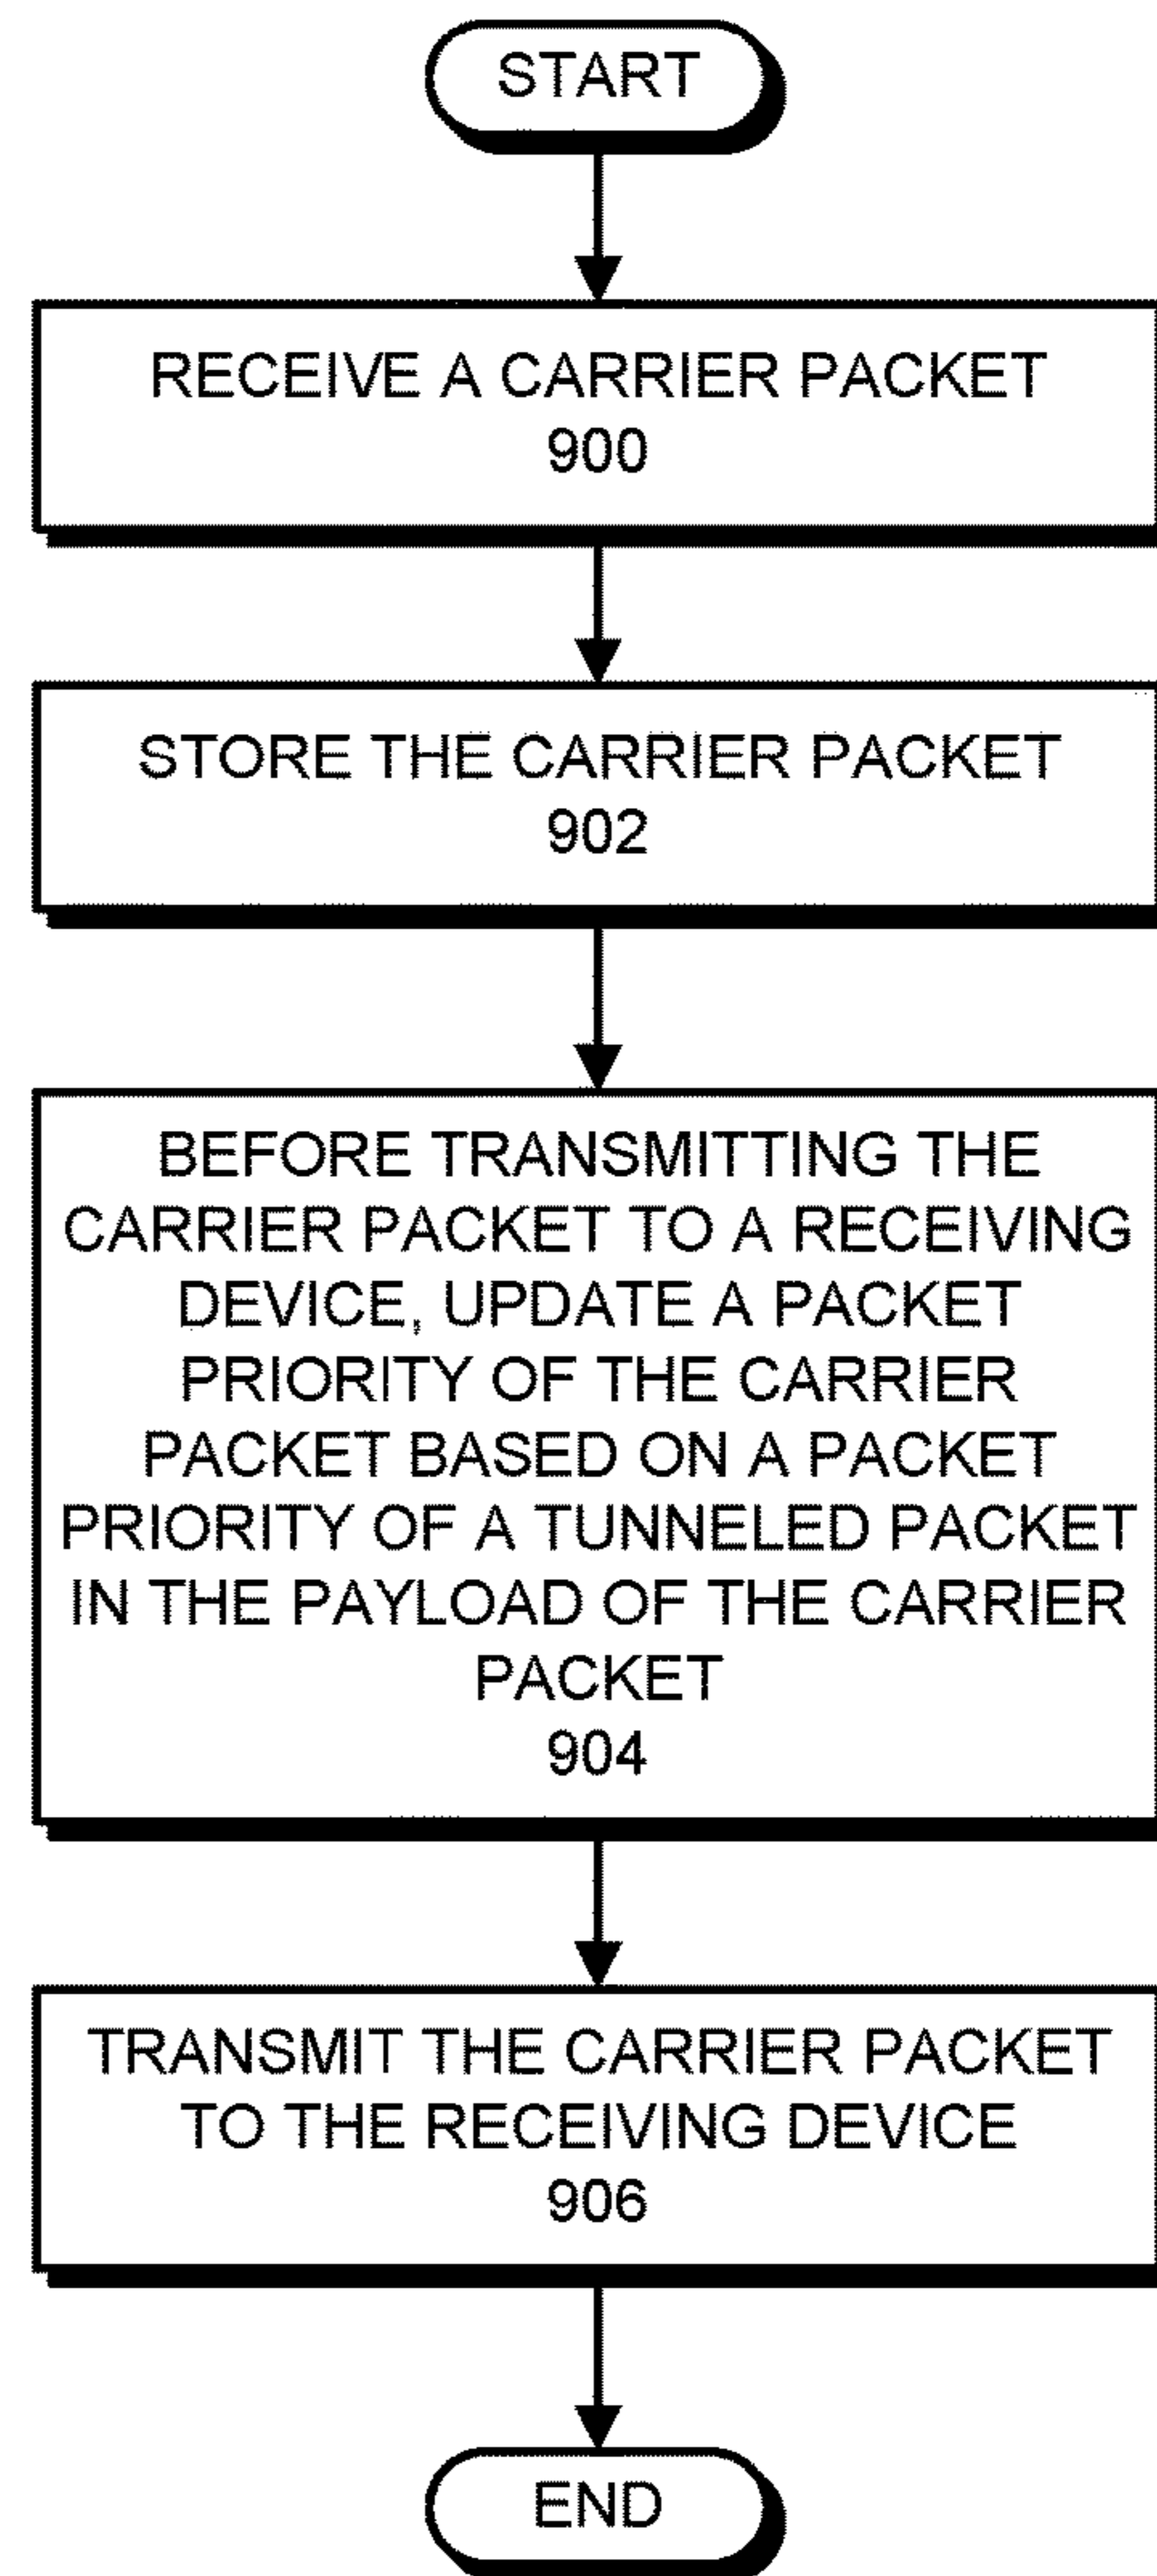 START
RECEIVE A CARRIER PACKET
900
STORE THE CARRIER PACKET
902
BEFORE TRANSMITTING THE
CARRIER PACKET TO A RECEIVING
DEVICE, UPDATE A PACKET
PRIORITY OF THE CARRIER
PACKET BASED ON A PACKET
PRIORITY OF A TUNNELED PACKET
IN THE PAYLOAD OF THE CARRIER
PACKET
904
TRANSMIT THE CARRIER PACKET
TO THE RECEIVING DEVICE
906
END